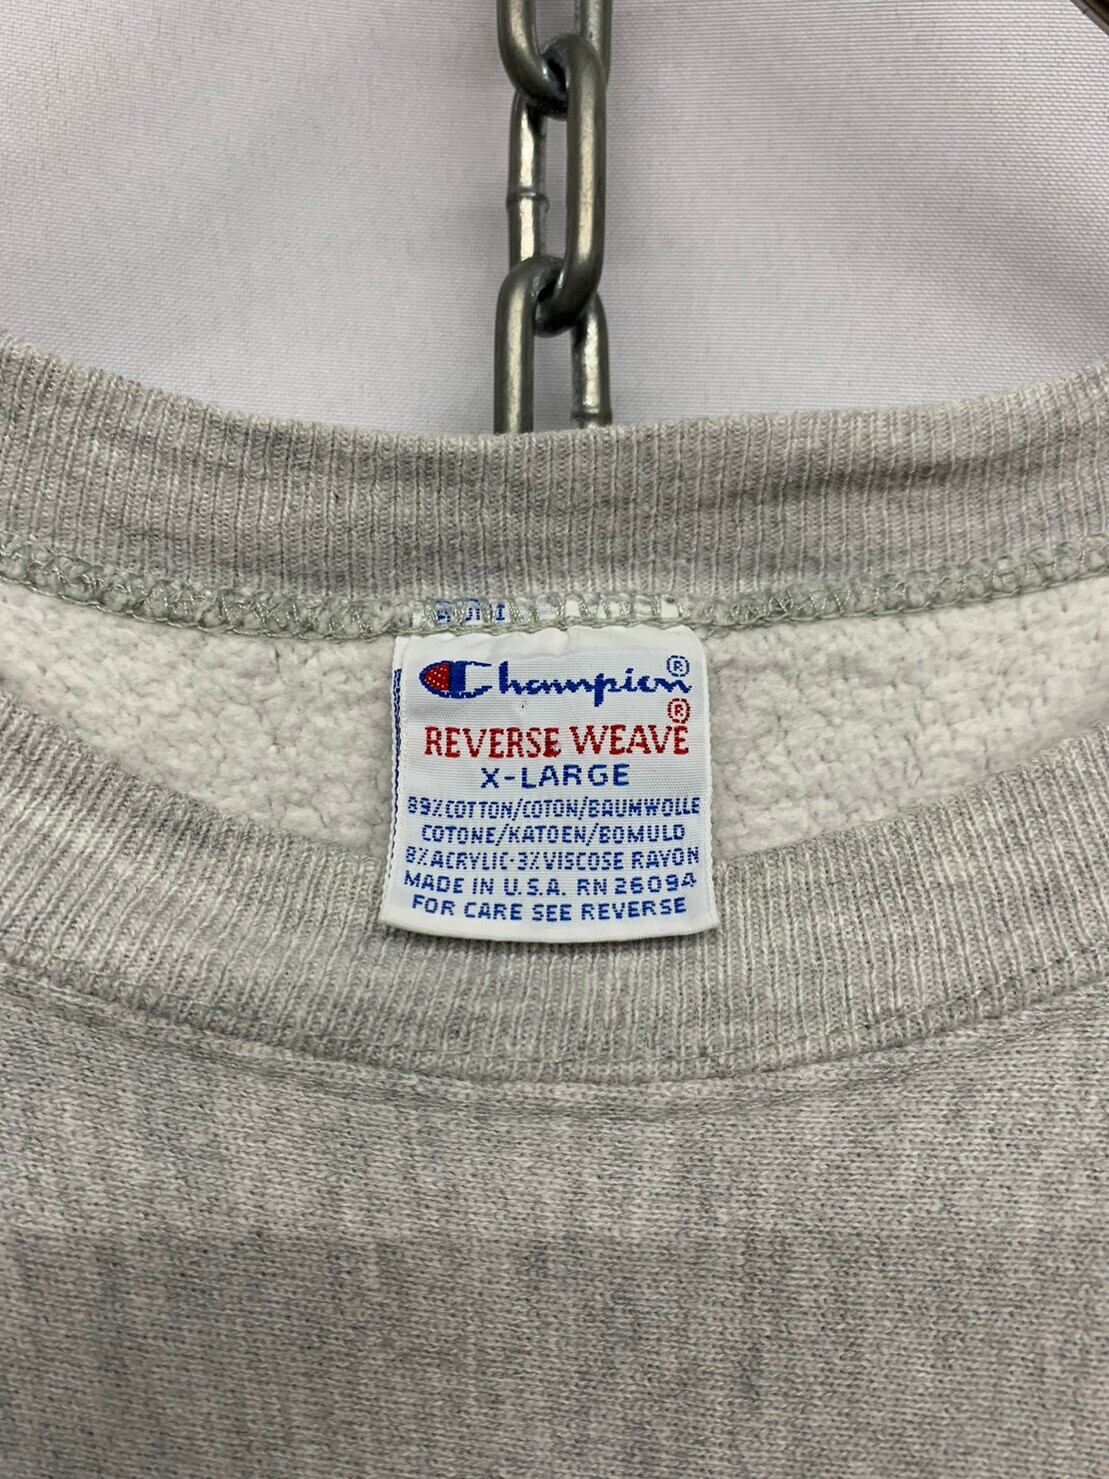 Champion®
REVERSE WEAVE®
X-LARGE
89% COTTON/COTON/BAUMWOLLE
COTONE/KATOEN/BOMULD
8% ACRYLIC-3% VISCOSE RAYON
MADE IN U.S.A. RN 26094
FOR CARE SEE REVERSE